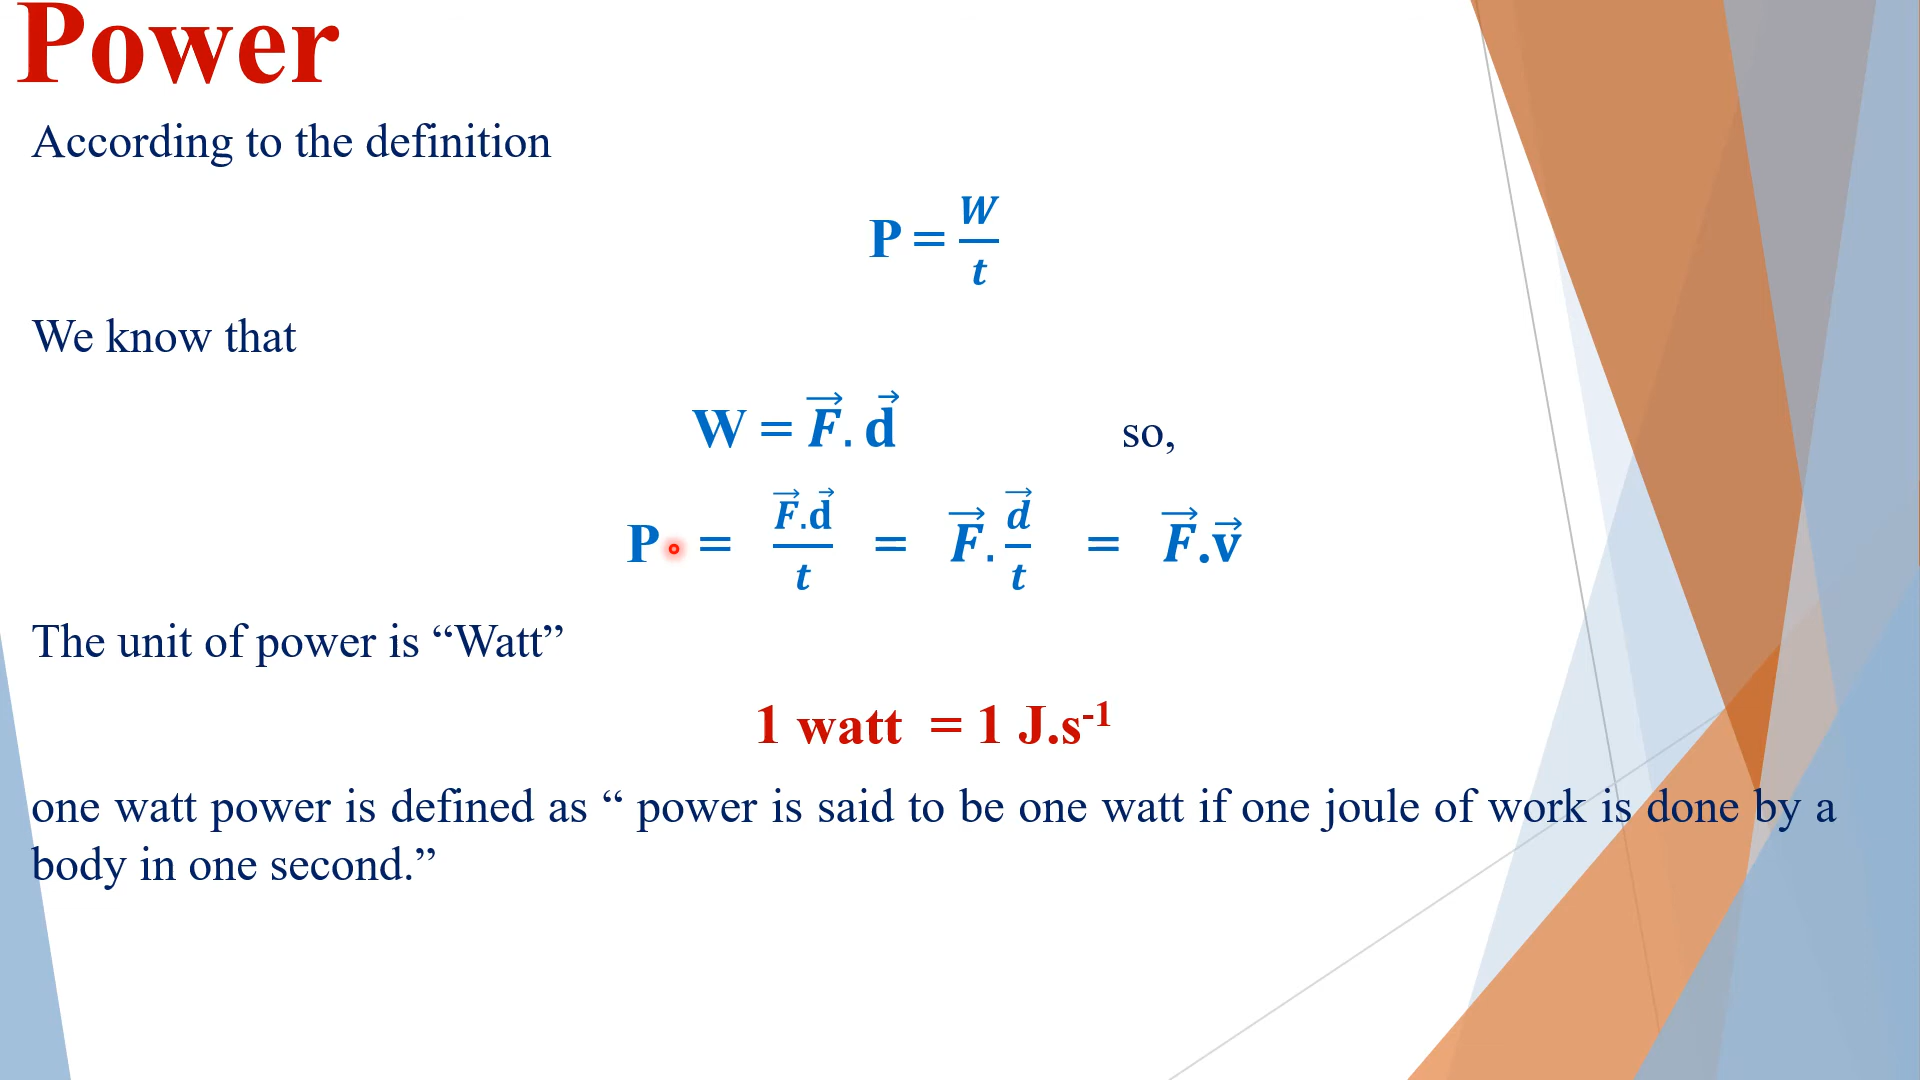 Power
According to the definition
P = W/t
We know that
W = F⃗. d⃗ so,
P = F⃗.d⃗/t = F⃗. d⃗/t = F⃗.v⃗
The unit of power is “Watt”
1 watt = 1 J.s⁻¹
one watt power is defined as “ power is said to be one watt if one joule of work is done by a
body in one second.”